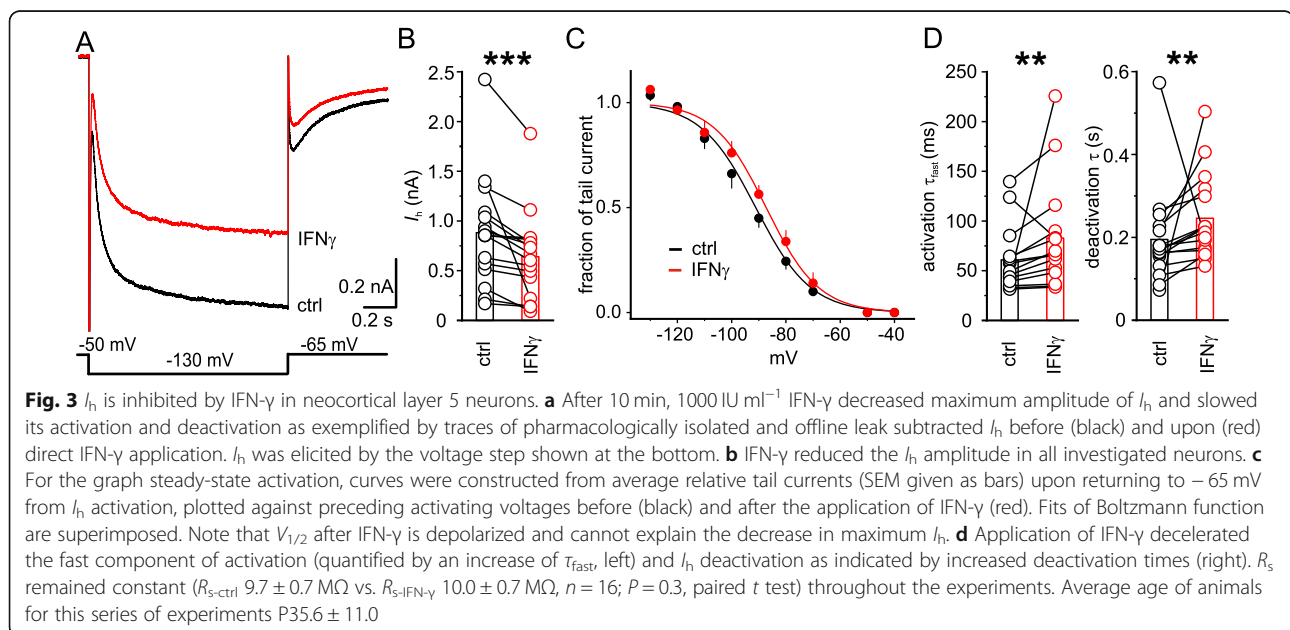 A
IFNγ
ctrl
0.2 nA
0.2 s
-50 mV
-130 mV
-65 mV
B
***
2.5
2.0
1.5
1.0
0.5
0.0
Ih (nA)
ctrl
IFNγ
C
1.0
0.5
0.0
fraction of tail current
ctrl
IFNγ
-120 -100 -80 -60 -40
mV
D
**
250
200
150
100
50
0
activation τfast (ms)
ctrl
IFNγ
**
0.6
0.4
0.2
0.0
deactivation τ (s)
ctrl
IFNγ
Fig. 3 Ih is inhibited by IFN-γ in neocortical layer 5 neurons. a After 10 min, 1000 IU ml⁻¹ IFN-γ decreased maximum amplitude of Ih and slowed
its activation and deactivation as exemplified by traces of pharmacologically isolated and offline leak subtracted Ih before (black) and upon (red)
direct IFN-γ application. Ih was elicited by the voltage step shown at the bottom. b IFN-γ reduced the Ih amplitude in all investigated neurons. c
For the graph steady-state activation, curves were constructed from average relative tail currents (SEM given as bars) upon returning to − 65 mV
from Ih activation, plotted against preceding activating voltages before (black) and after the application of IFN-γ (red). Fits of Boltzmann function
are superimposed. Note that V1/2 after IFN-γ is depolarized and cannot explain the decrease in maximum Ih. d Application of IFN-γ decelerated
the fast component of activation (quantified by an increase of τfast, left) and Ih deactivation as indicated by increased deactivation times (right). Rs
remained constant (Rs-ctrl 9.7 ± 0.7 MΩ vs. Rs-IFN-γ 10.0 ± 0.7 MΩ, n = 16; P = 0.3, paired t test) throughout the experiments. Average age of animals
for this series of experiments P35.6 ± 11.0